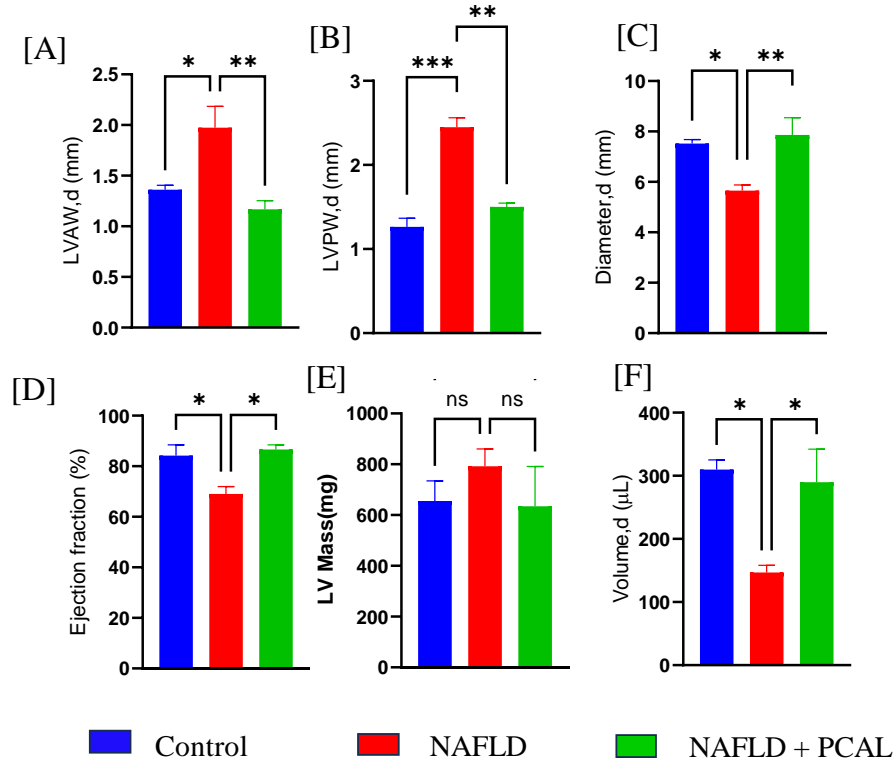 [A]
LVAW,d (mm)
2.5
2.0
1.5
1.0
0.5
0.0
*
**
[B]
LVPW,d (mm)
3
2
1
0
***
**
[C]
Diameter,d (mm)
10
8
6
4
2
0
*
**
[D]
Ejection fraction (%)
100
80
60
40
20
0
*
*
[E]
LV Mass(mg)
1000
800
600
400
200
0
ns
ns
[F]
Volume,d (µL)
400
300
200
100
0
*
*
Control
NAFLD
NAFLD + PCAL